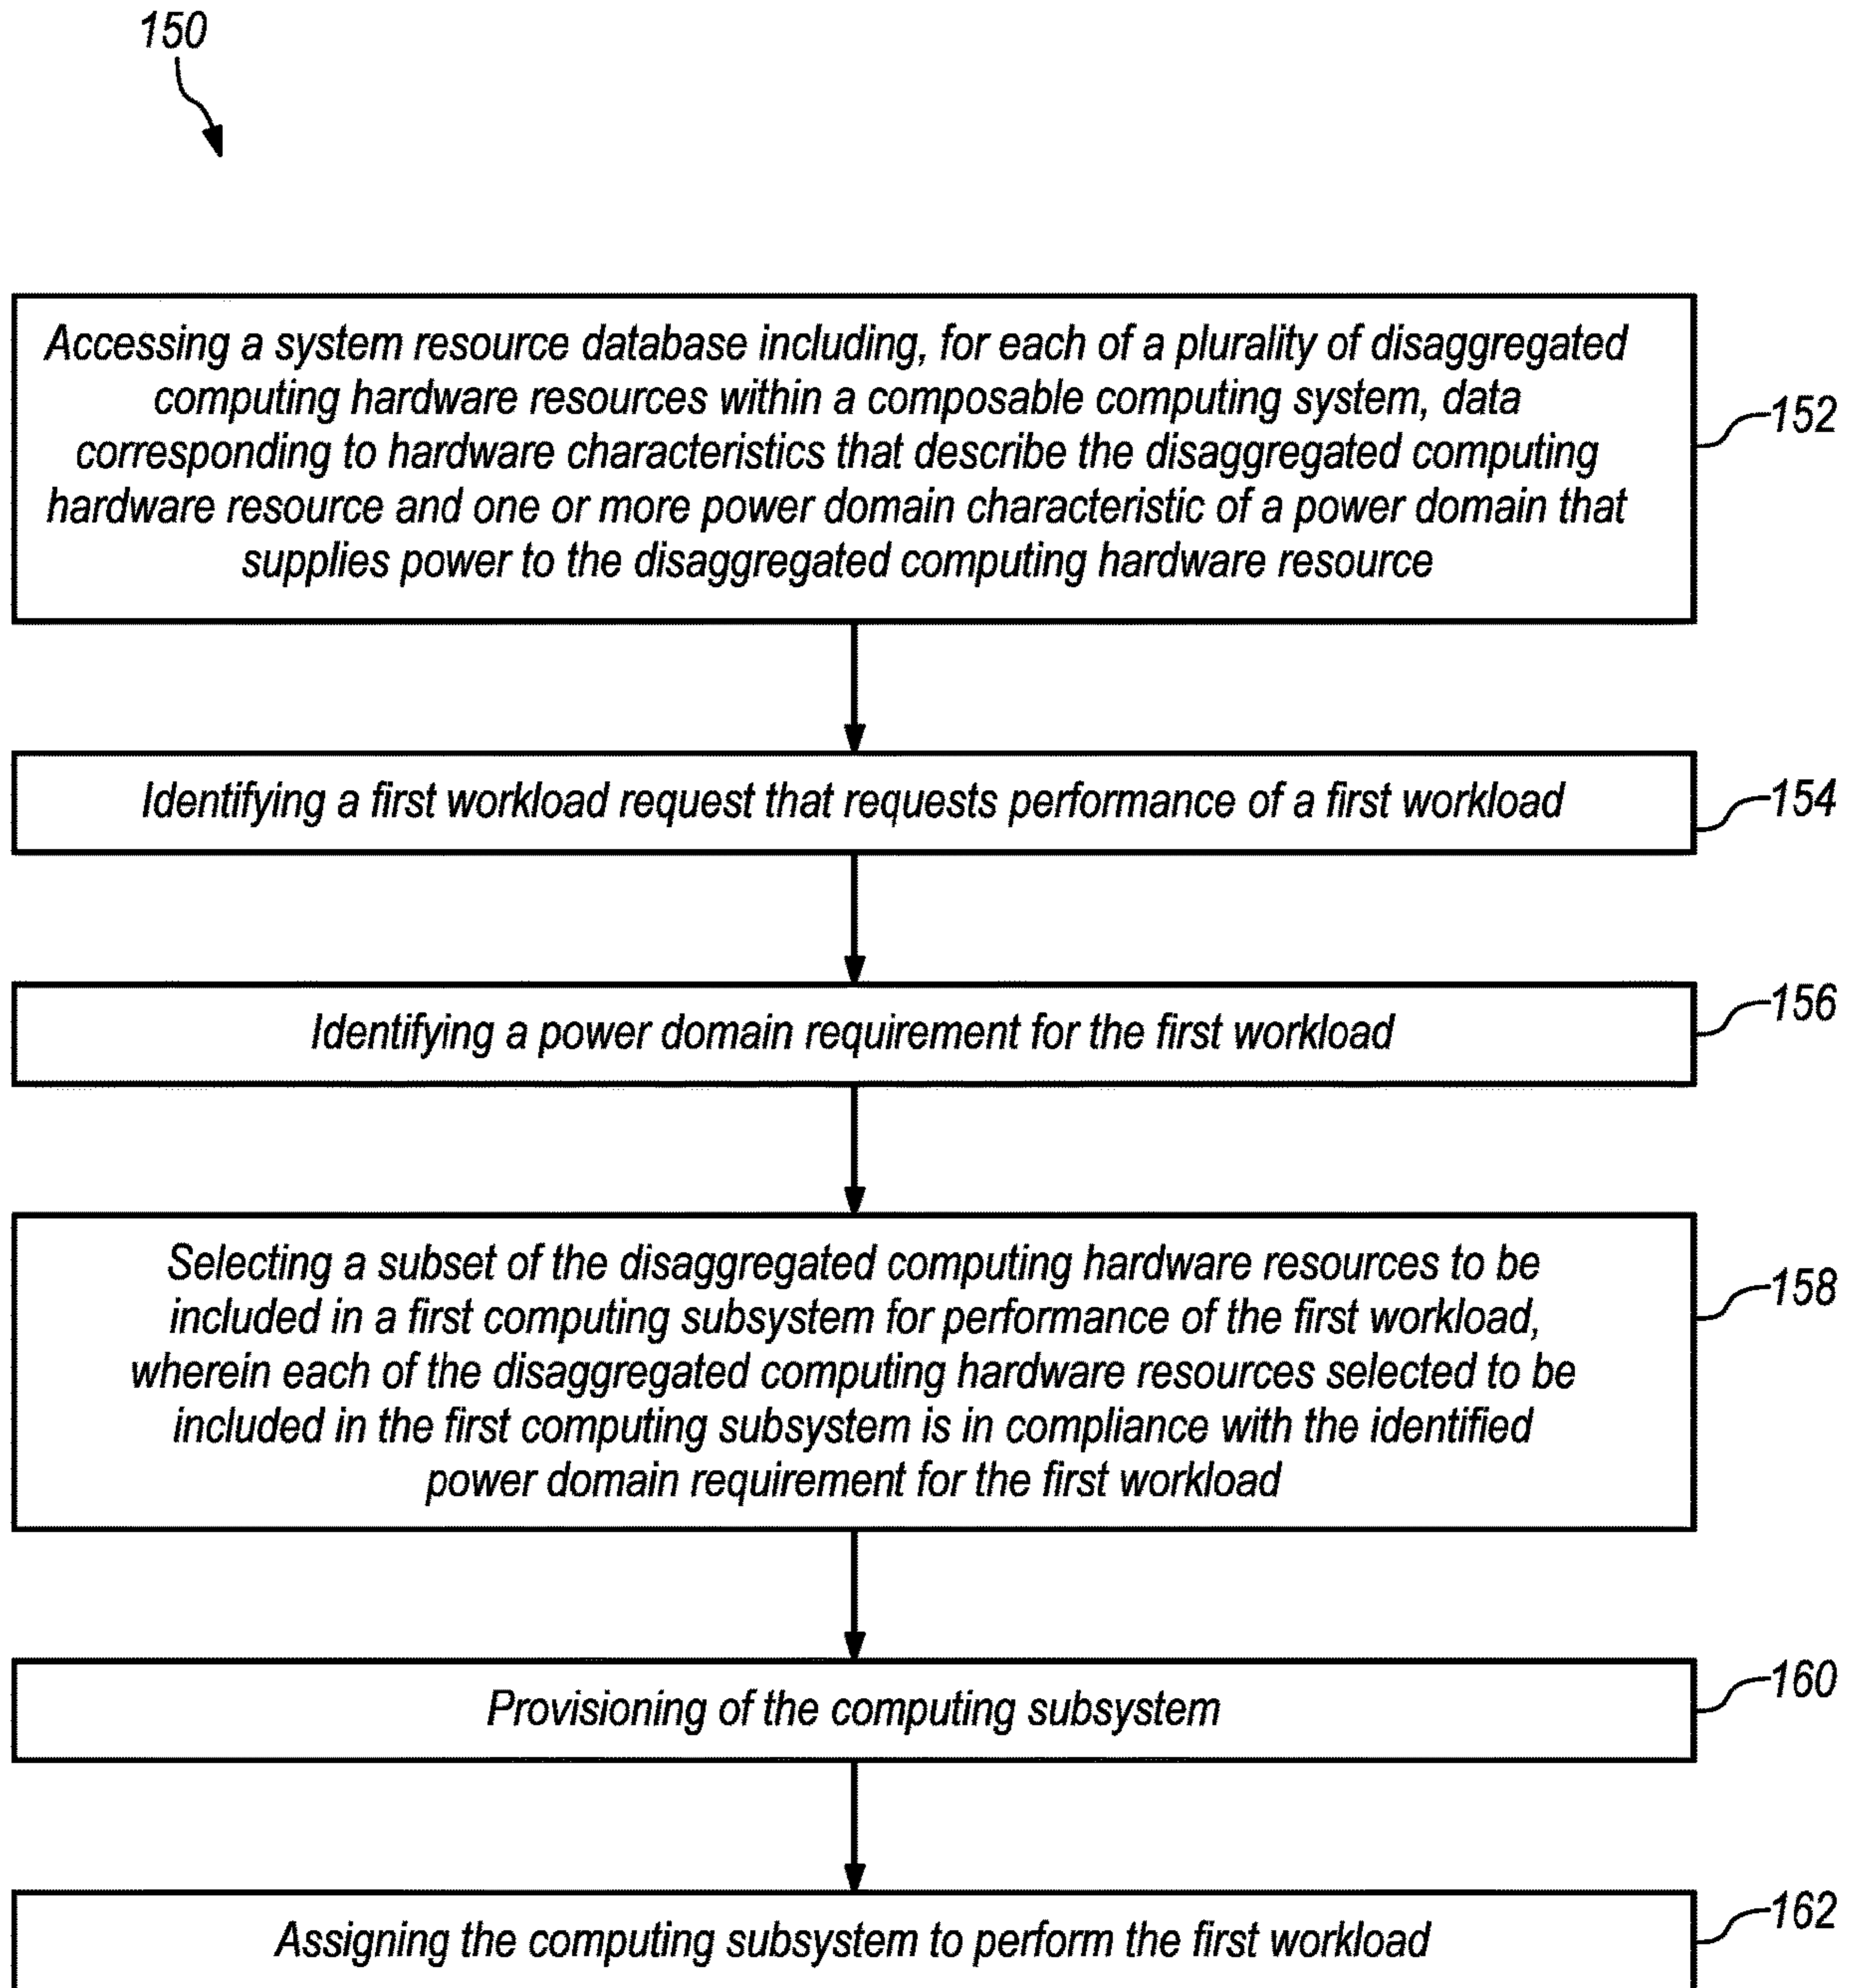 150
Accessing a system resource database including, for each of a plurality of disaggregated
computing hardware resources within a composable computing system, data
corresponding to hardware characteristics that describe the disaggregated computing
hardware resource and one or more power domain characteristic of a power domain that
supplies power to the disaggregated computing hardware resource
152
Identifying a first workload request that requests performance of a first workload
154
Identifying a power domain requirement for the first workload
156
Selecting a subset of the disaggregated computing hardware resources to be
included in a first computing subsystem for performance of the first workload,
wherein each of the disaggregated computing hardware resources selected to be
included in the first computing subsystem is in compliance with the identified
power domain requirement for the first workload
158
Provisioning of the computing subsystem
160
Assigning the computing subsystem to perform the first workload
162